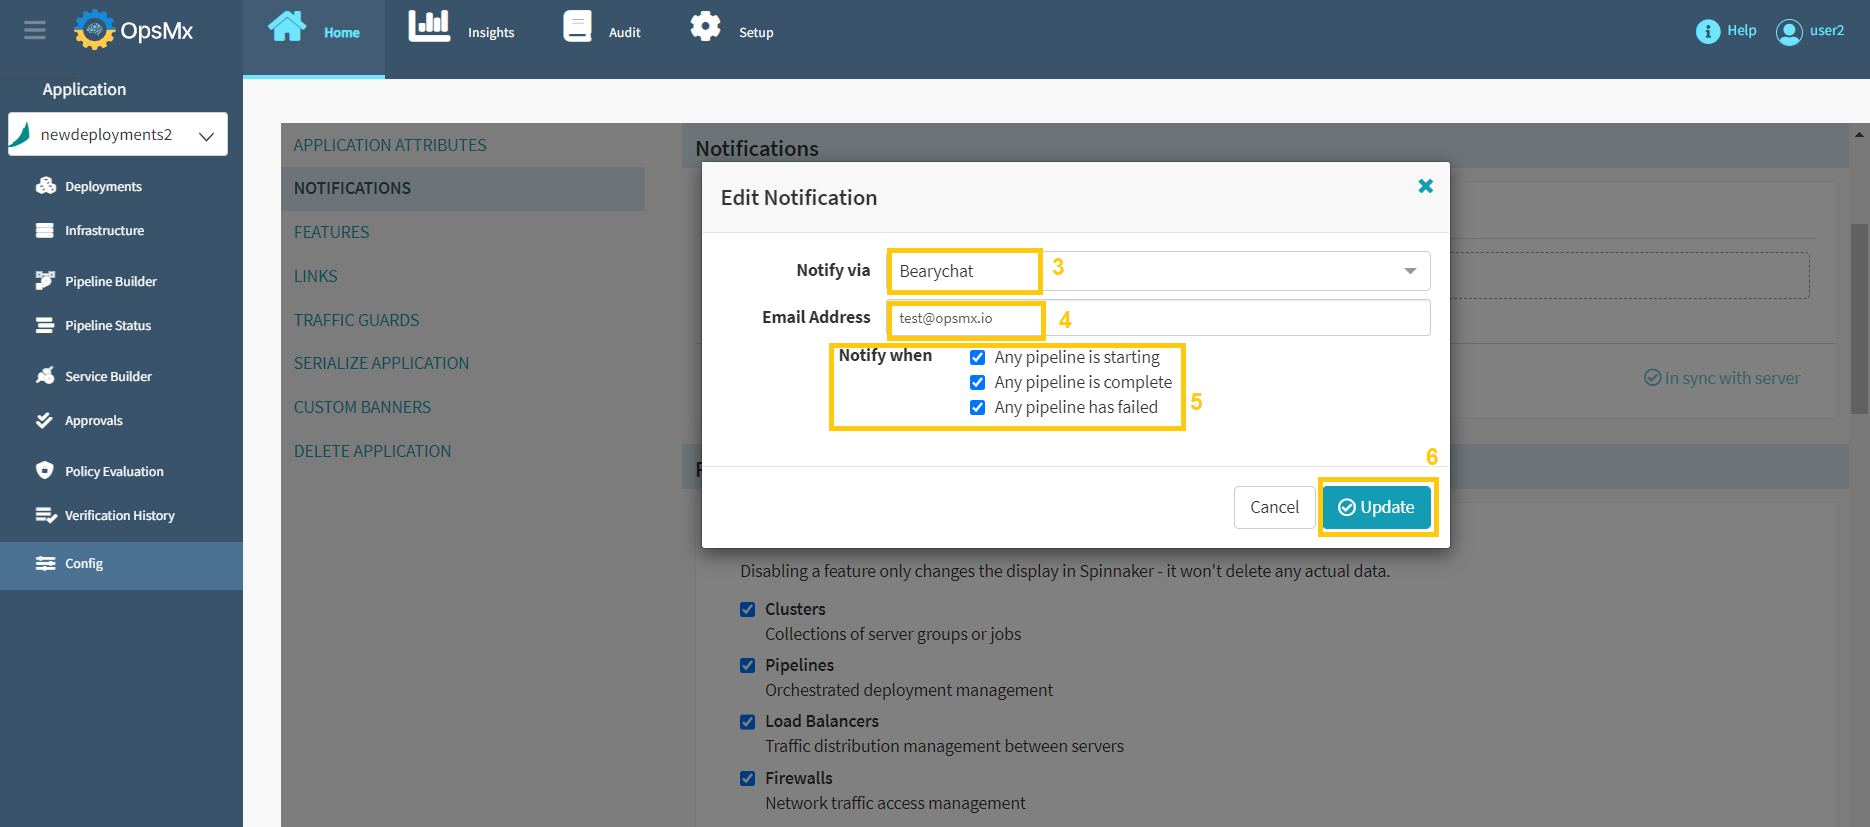 OpsMx
Home
Insights
Audit
Setup
Help
user2
Application
newdeployments2
Deployments
Infrastructure
Pipeline Builder
Pipeline Status
Service Builder
Approvals
Policy Evaluation
Verification History
Config
APPLICATION ATTRIBUTES
NOTIFICATIONS
FEATURES
LINKS
TRAFFIC GUARDS
SERIALIZE APPLICATION
CUSTOM BANNERS
DELETE APPLICATION
Notifications
Edit Notification
Notify via Bearychat 3
Email Address test@opsmx.io 4
Notify when Any pipeline is starting
Any pipeline is complete
Any pipeline has failed 5
6
Cancel Update
In sync with server
Disabling a feature only changes the display in Spinnaker - it won't delete any actual data.
Clusters
Collections of server groups or jobs
Pipelines
Orchestrated deployment management
Load Balancers
Traffic distribution management between servers
Firewalls
Network traffic access management